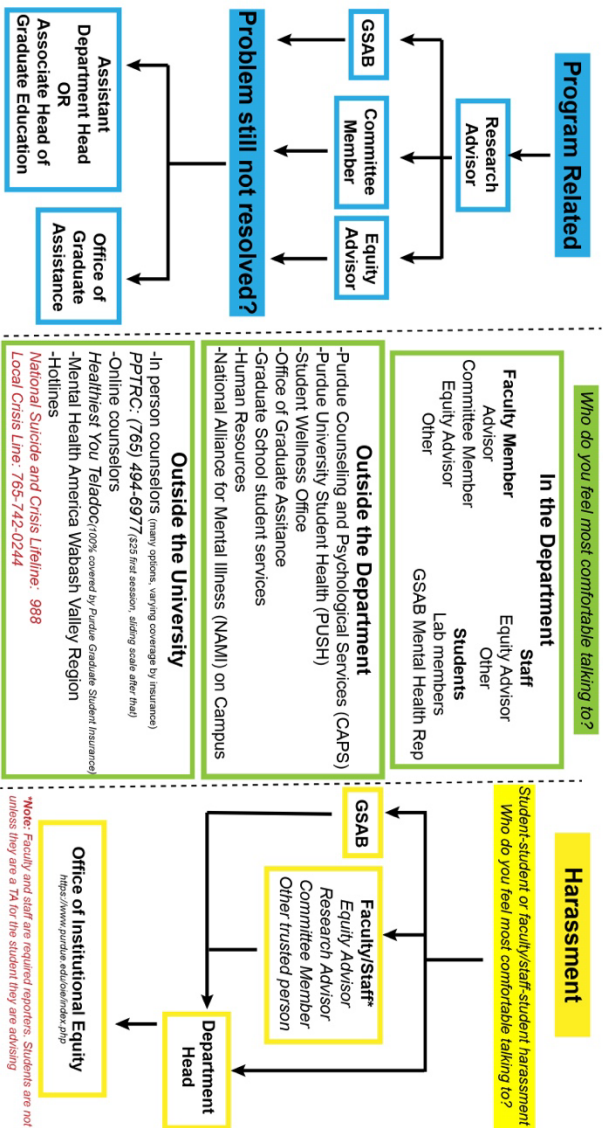 Program Related
Research
Advisor
GSAB
Committee
Member
Equity
Advisor
Problem still not resolved?
Assistant
Department Head
OR
Associate Head of
Graduate Education
Office of
Graduate
Assistance
Who do you feel most comfortable talking to?
In the Department
Faculty Member
Advisor
Committee Member
Equity Advisor
Other
Staff
Equity Advisor
Other
Students
Lab members
GSAB Mental Health Rep
Outside the Department
-Purdue Counseling and Psychological Services (CAPS)
-Purdue University Student Health (PUSH)
-Student Wellness Office
-Office of Graduate Assitance
-Graduate School student services
-Human Resources
-National Alliance for Mental Illness (NAMI) on Campus
Outside the University
-In person counselors (many options, varying coverage by insurance)
PPTRC: (765) 494-6977 ($25 first session, sliding scale after that)
-Online counselors
Healthiest You Teladoc (100% covered by Purdue Graduate Student Insurance)
-Mental Health America Wabash Valley Region
-Hotlines
National Suicide and Crisis Lifeline: 988
Local Crisis Line: 765-742-0244
Harassment
Student-student or faculty/staff-student harassment
Who do you feel most comfortable talking to?
GSAB
Faculty/Staff*
Equity Advisor
Research Advisor
Committee Member
Other trusted person
Department
Head
Office of Institutional Equity
https://www.purdue.edu/oie/index.php
*Note: Faculty and staff are required reporters. Students are not
unless they are a TA for the student they are advising